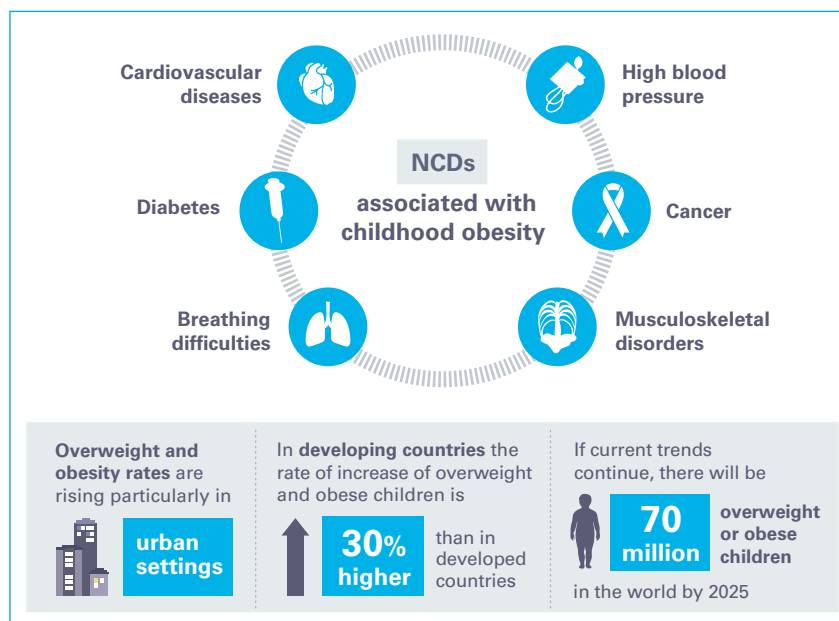 Cardiovascular
diseases
High blood
pressure
NCDs
associated with
childhood obesity
Diabetes
Cancer
Breathing
difficulties
Musculoskeletal
disorders
Overweight and
obesity rates are
rising particularly in
urban
settings
In developing countries the
rate of increase of overweight
and obese children is
30%
higher
than in
developed
countries
If current trends
continue, there will be
70
million
overweight
or obese
children
in the world by 2025